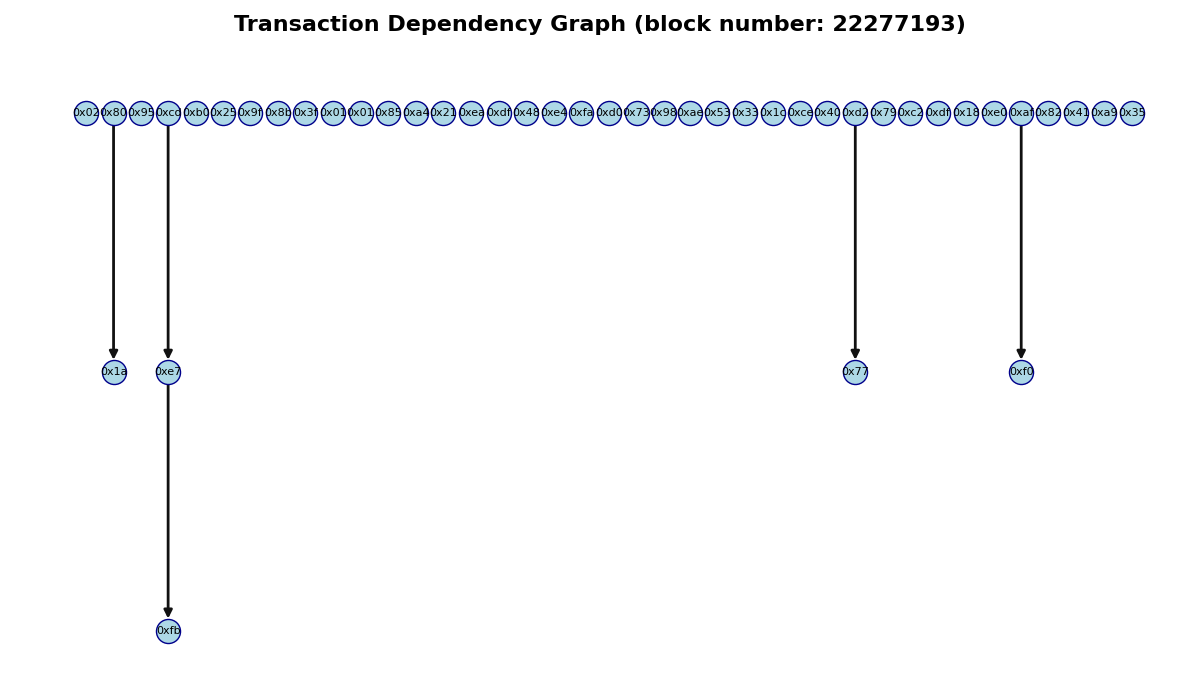 Transaction Dependency Graph (block number: 22277193)
0x02 0x80 0x95 0xcd 0xb0 0x25 0x9f 0x8b 0x3f 0x01 0x01 0x85 0xa4 0x21 0xea 0xdf 0x48 0xe4 0xfa 0xd0 0x73 0x98 0xae 0x53 0x33 0x1c 0xce 0x40 0xd2 0x79 0xc2 0xdf 0x18 0xe0 0xaf 0x82 0x41 0xa9 0x35
0x1a 0xe7 0x77 0xf0
0xfb